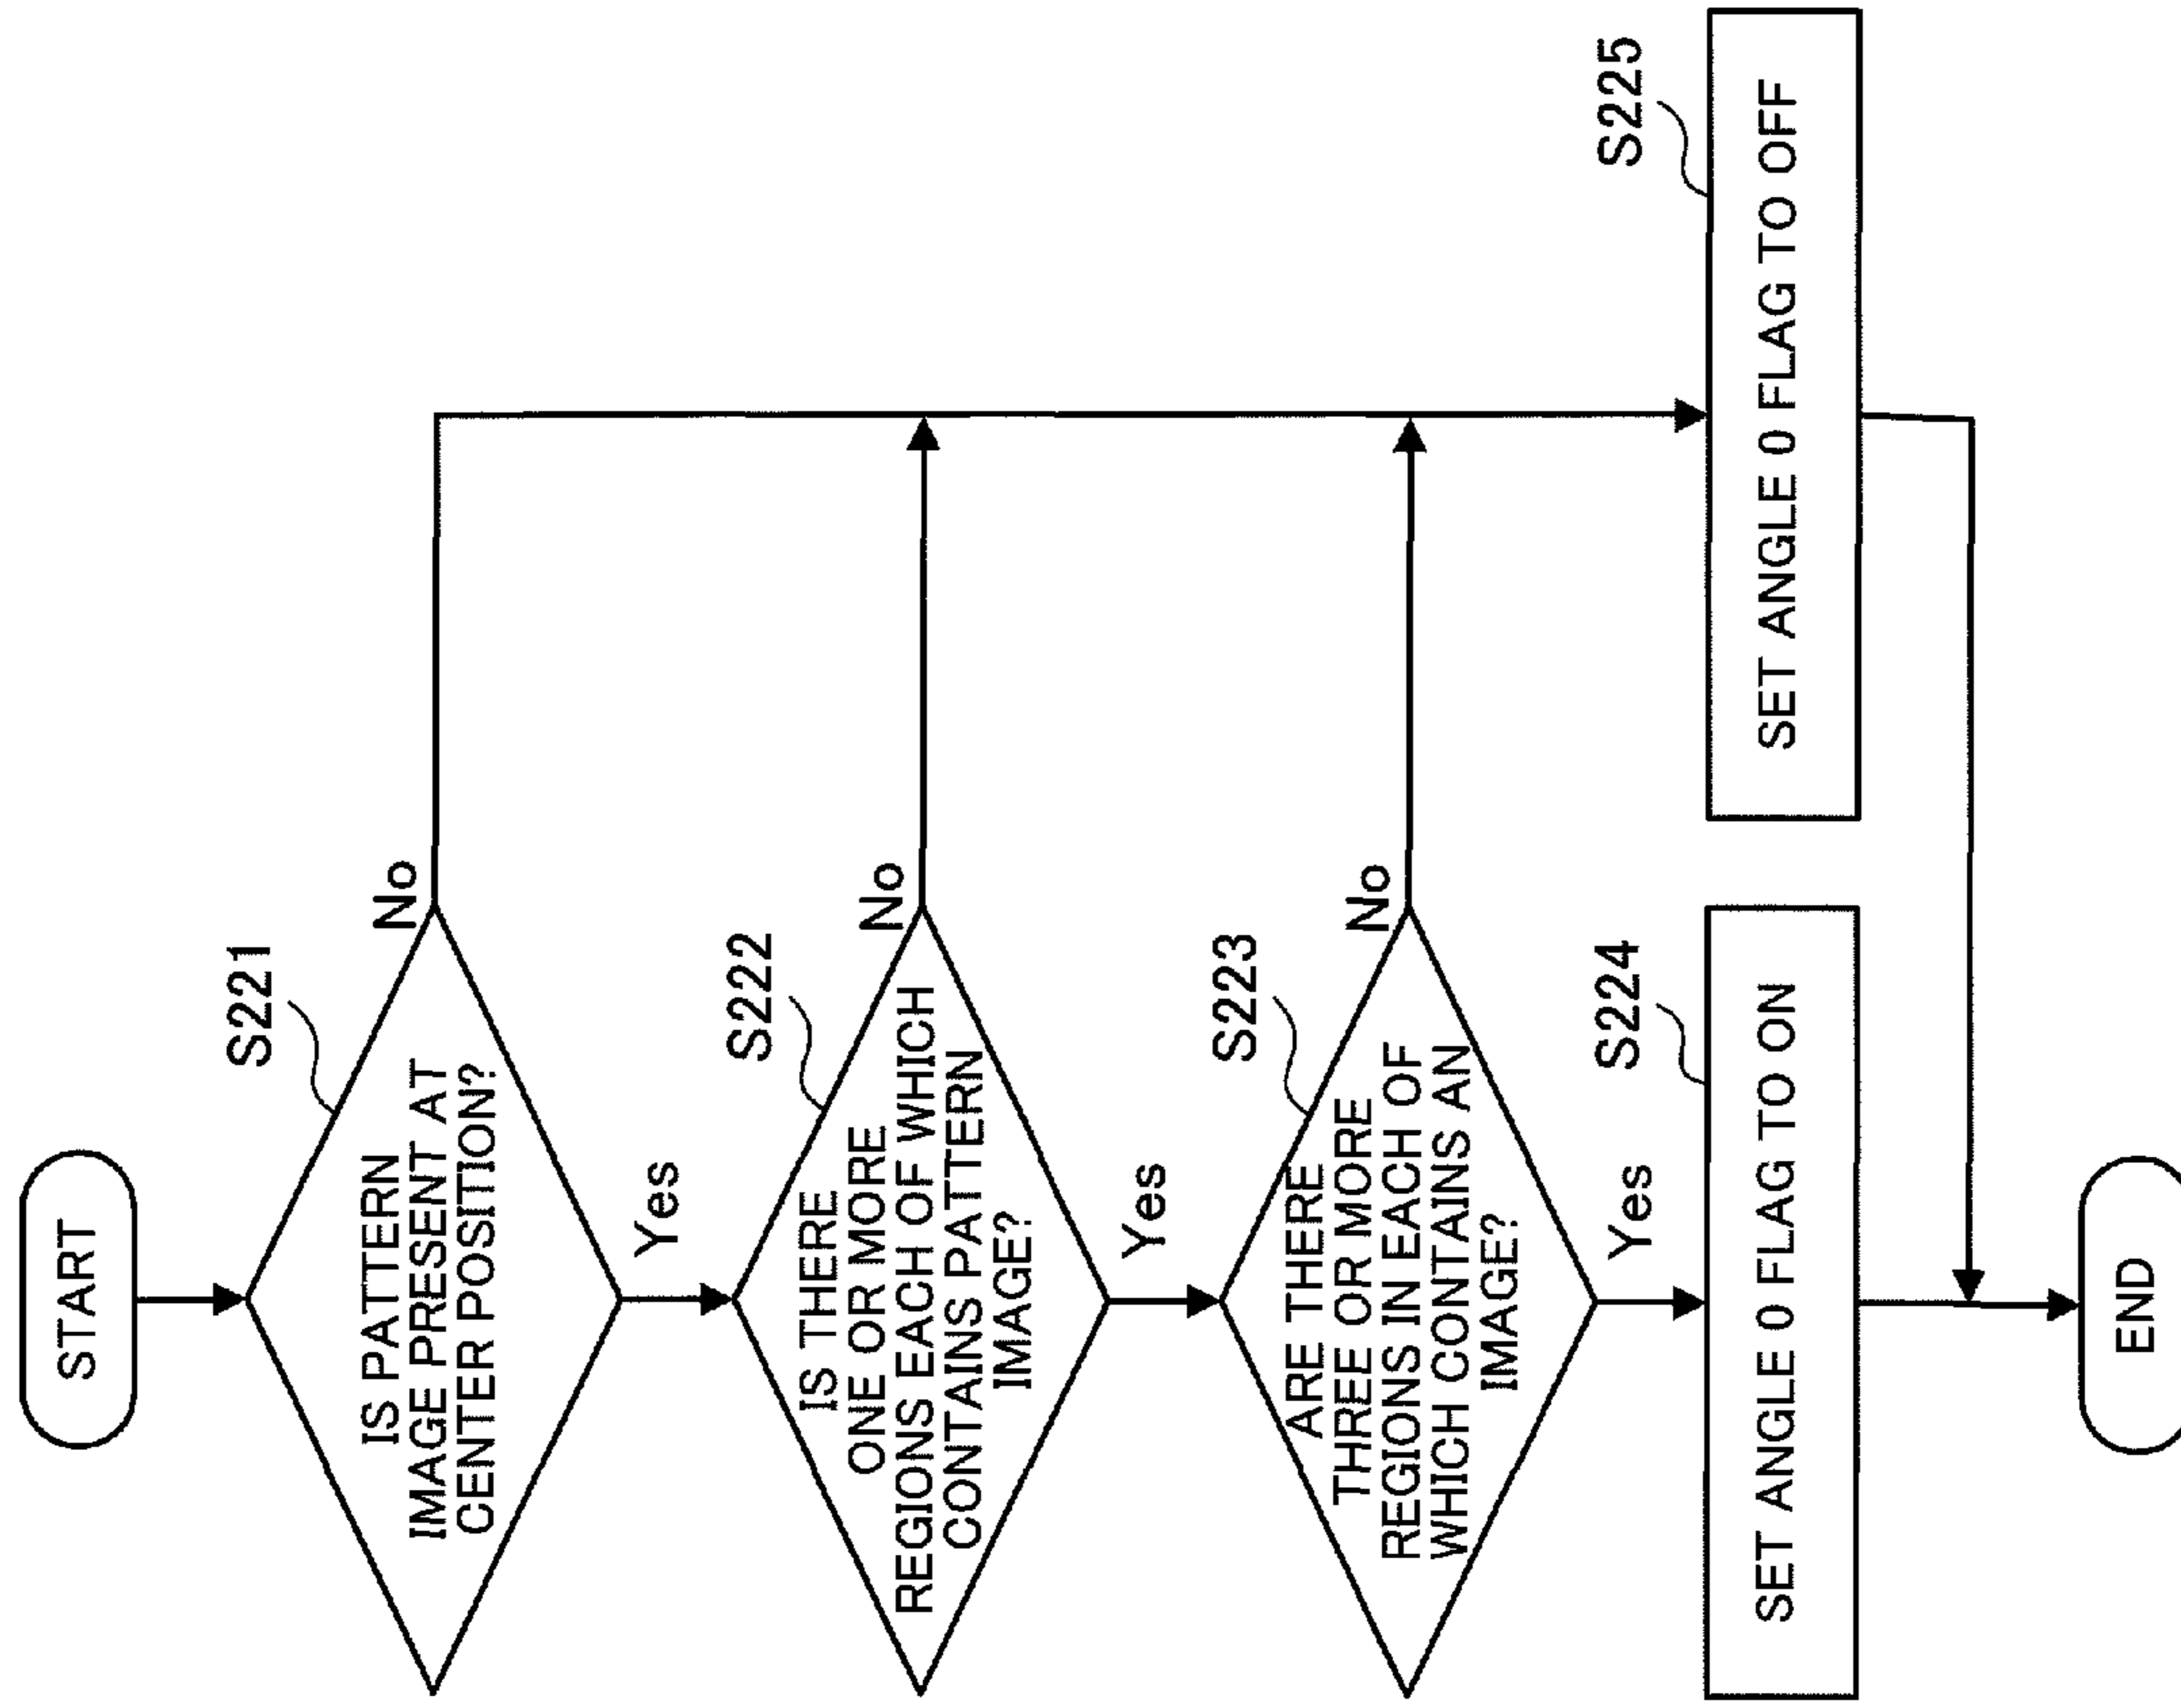 START
S221
IS PATTERN
IMAGE PRESENT AT
CENTER POSITION?
No
Yes
S222
IS THERE
ONE OR MORE
REGIONS EACH OF WHICH
CONTAINS PATTERN
IMAGE?
No
Yes
S223
ARE THERE
THREE OR MORE
REGIONS IN EACH OF
WHICH CONTAINS AN
IMAGE?
No
Yes
S224
SET ANGLE 0 FLAG TO ON
S225
SET ANGLE 0 FLAG TO OFF
END